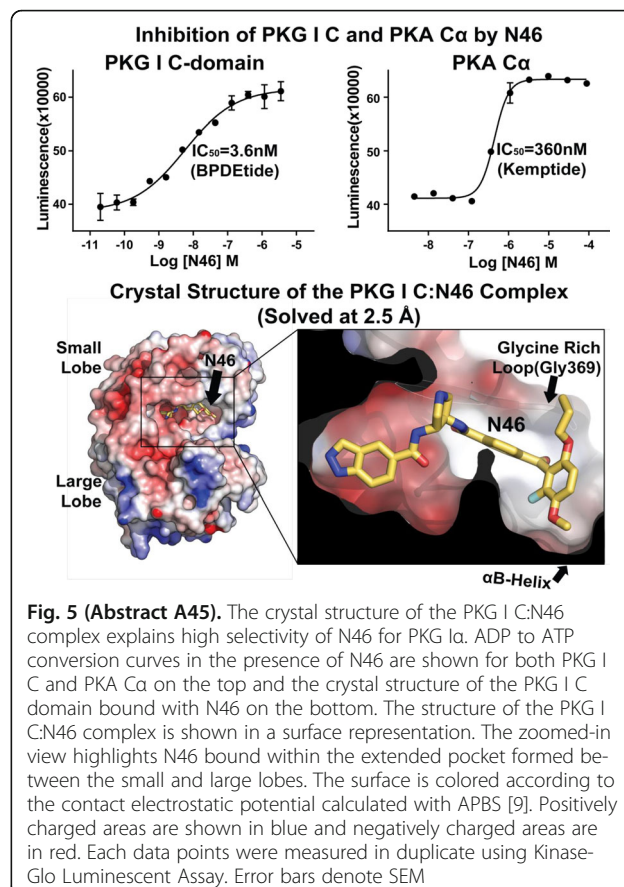 Inhibition of PKG I C and PKA Cα by N46
PKG I C-domain
PKA Cα
Luminescence(x10000)
60
50
40
IC50=3.6nM
(BPDEtide)
-11 -10 -9 -8 -7 -6 -5
Log [N46] M
Luminescence(x10000)
60
50
40
IC50=360nM
(Kemptide)
-8 -7 -6 -5 -4
Log [N46] M
Crystal Structure of the PKG I C:N46 Complex
(Solved at 2.5 Å)
Small
Lobe
N46
Large
Lobe
Glycine Rich
Loop(Gly369)
N46
αB-Helix
Fig. 5 (Abstract A45). The crystal structure of the PKG I C:N46
complex explains high selectivity of N46 for PKG Iα. ADP to ATP
conversion curves in the presence of N46 are shown for both PKG I
C and PKA Cα on the top and the crystal structure of the PKG I C
domain bound with N46 on the bottom. The structure of the PKG I
C:N46 complex is shown in a surface representation. The zoomed-in
view highlights N46 bound within the extended pocket formed be-
tween the small and large lobes. The surface is colored according to
the contact electrostatic potential calculated with APBS [9]. Positively
charged areas are shown in blue and negatively charged areas are
in red. Each data points were measured in duplicate using Kinase-
Glo Luminescent Assay. Error bars denote SEM